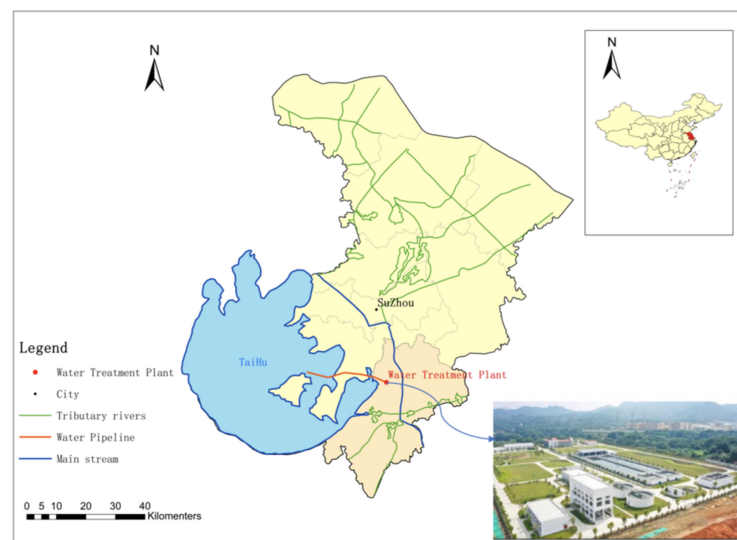 N
N
SuZhou
TaiHu
Water Treatment Plant
Legend
Water Treatment Plant
City
Tributary rivers
Water Pipeline
Main stream
0 5 10 20 30 40
Kilomenters